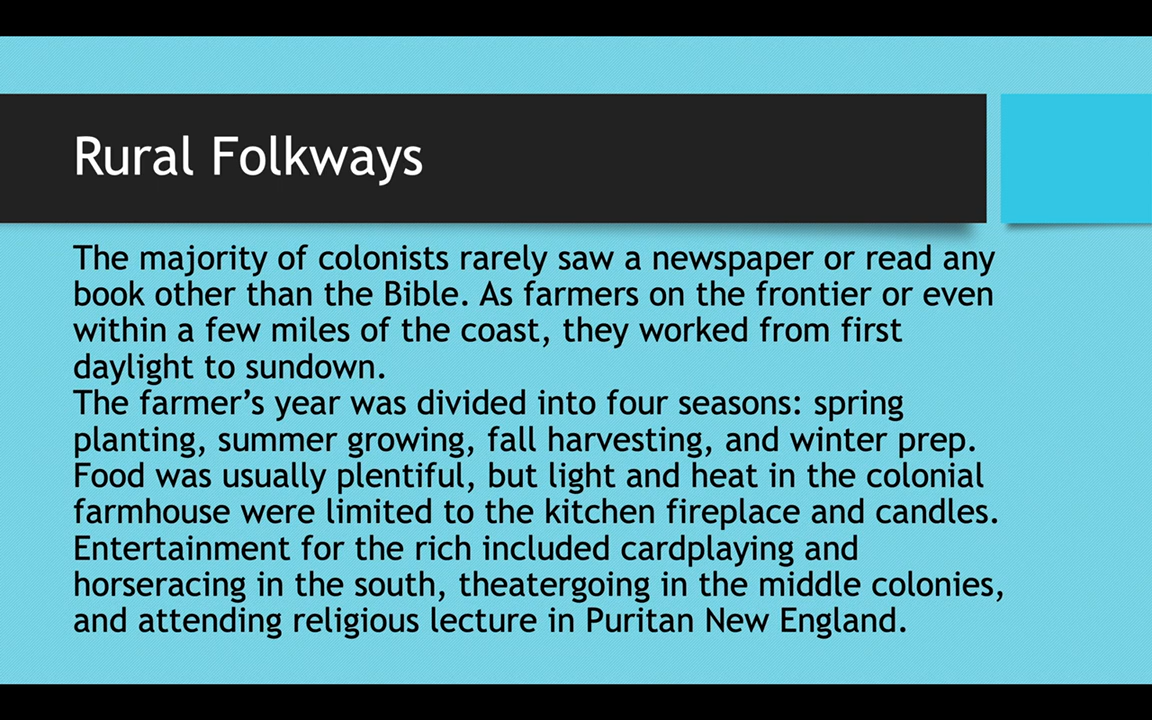 Rural Folkways
The majority of colonists rarely saw a newspaper or read any
book other than the Bible. As farmers on the frontier or even
within a few miles of the coast, they worked from first
daylight to sundown.
The farmer’s year was divided into four seasons: spring
planting, summer growing, fall harvesting, and winter prep.
Food was usually plentiful, but light and heat in the colonial
farmhouse were limited to the kitchen fireplace and candles.
Entertainment for the rich included cardplaying and
horseracing in the south, theatergoing in the middle colonies,
and attending religious lecture in Puritan New England.